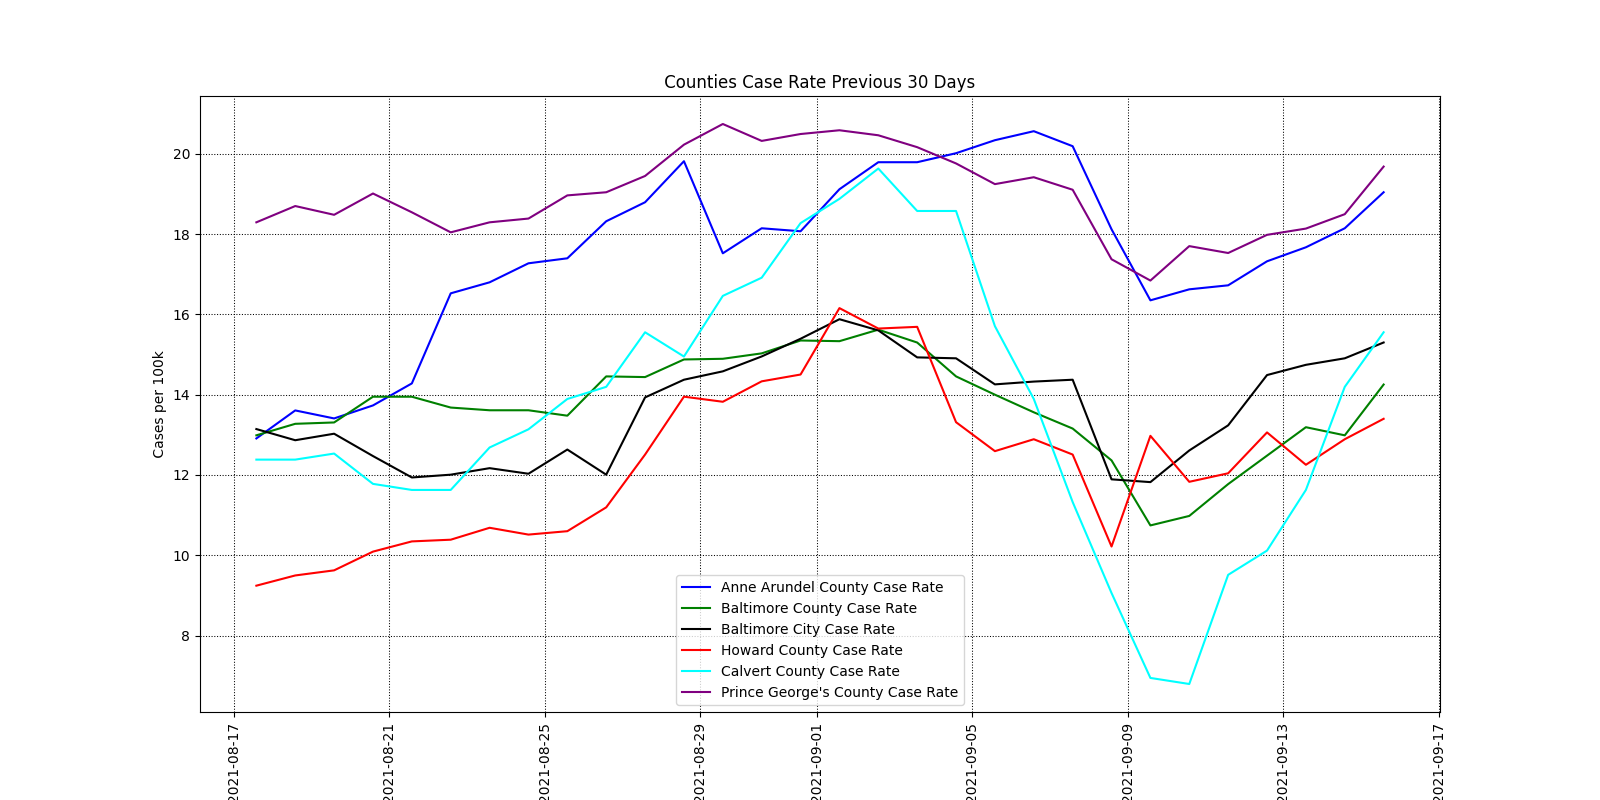 Counties Case Rate Previous 30 Days
Cases per 100k
20
18
16
14
12
10
8
Anne Arundel County Case Rate
Baltimore County Case Rate
Baltimore City Case Rate
Howard County Case Rate
Calvert County Case Rate
Prince George's County Case Rate
2021-08-17
2021-08-21
2021-08-25
2021-08-29
2021-09-01
2021-09-05
2021-09-09
2021-09-13
2021-09-17